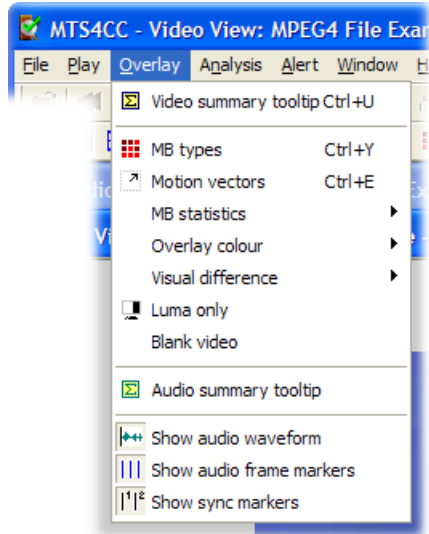 MTS4CC - Video View: MPEG4 File Exa
File Play Overlay Analysis Alert Window H
Video summary tooltip Ctrl+U
MB types Ctrl+Y
Motion vectors Ctrl+E
MB statistics
Overlay colour
Visual difference
Luma only
Blank video
Audio summary tooltip
Show audio waveform
Show audio frame markers
Show sync markers